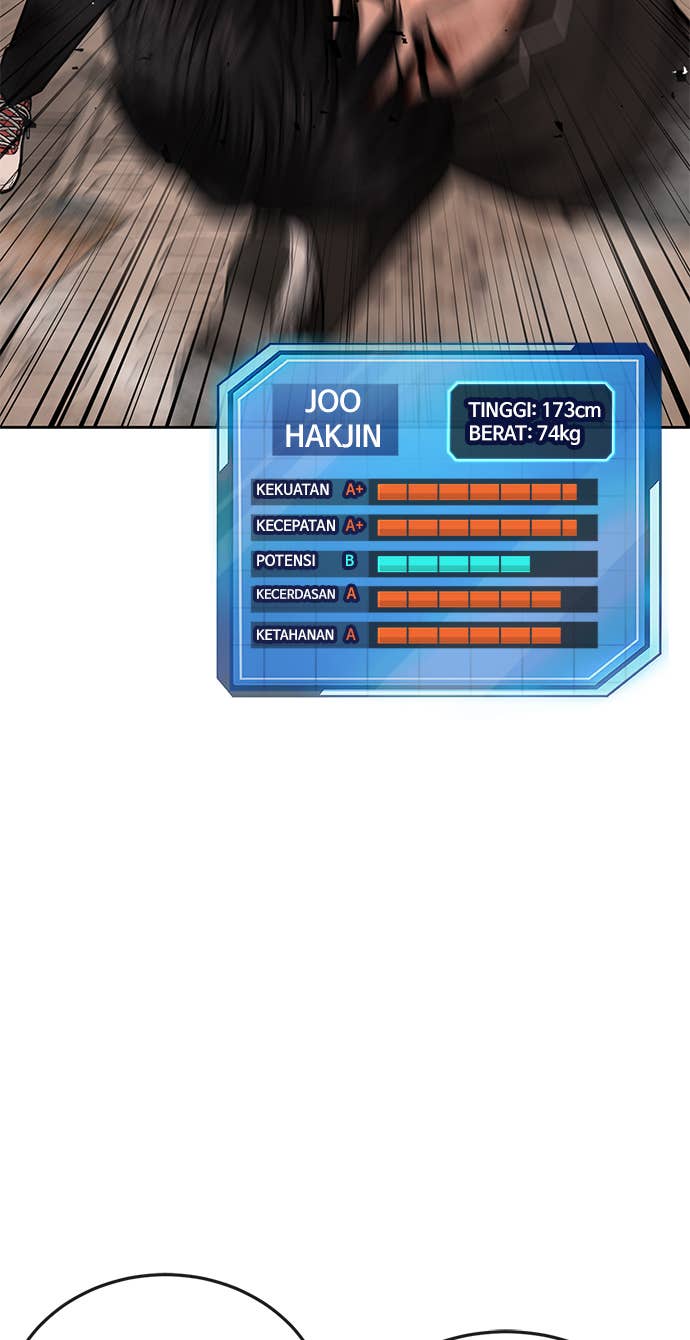 JOO
HAKJIN
TINGGI: 173cm
BERAT: 74kg
KEKUATAN A+
KECEPATAN A+
POTENSI B
KECERDASAN A
KETAHANAN A